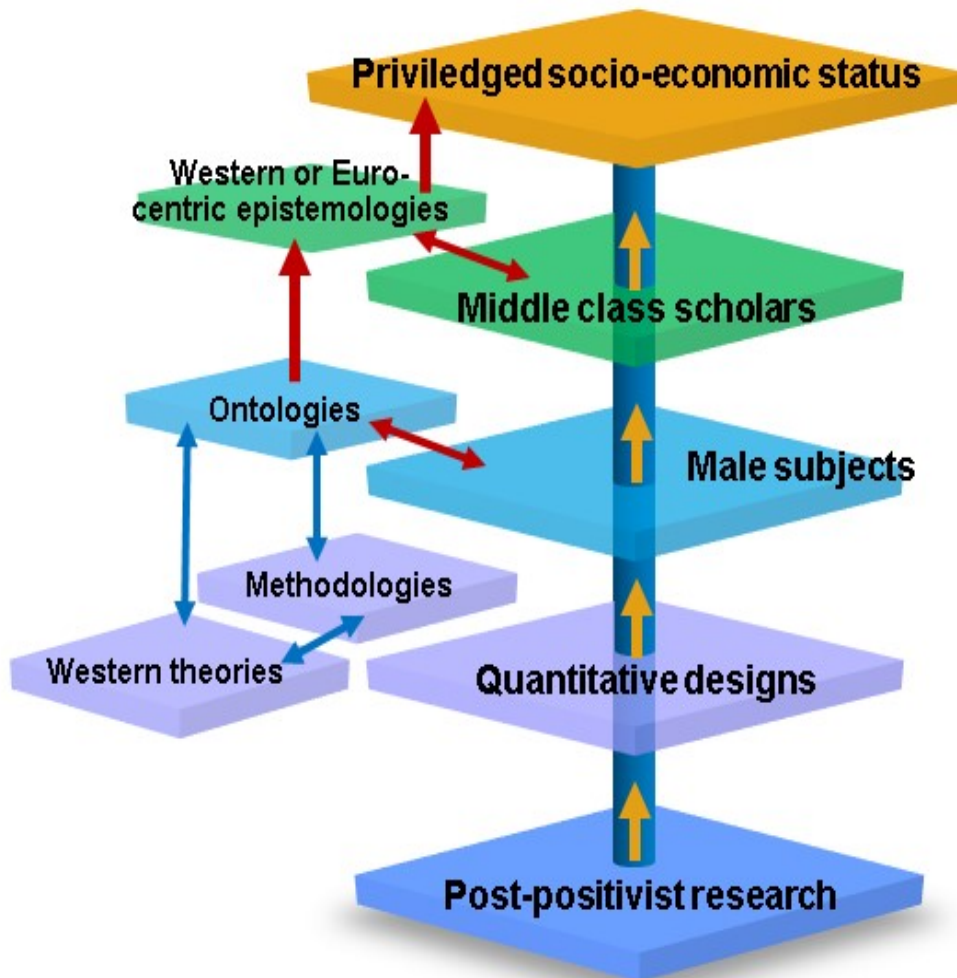 Priviledged socio-economic status
Western or Euro-
centric epistemologies
Middle class scholars
Ontologies
Male subjects
Methodologies
Western theories
Quantitative designs
Post-positivist research